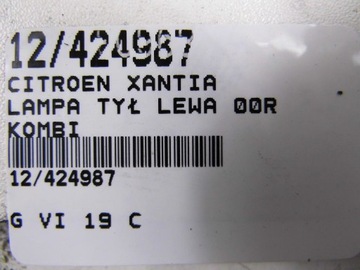 12/424987
CITROEN XANTIA
LAMPA TYŁ LEWA 00R
KOMBI
12/424987
G VI 19 C